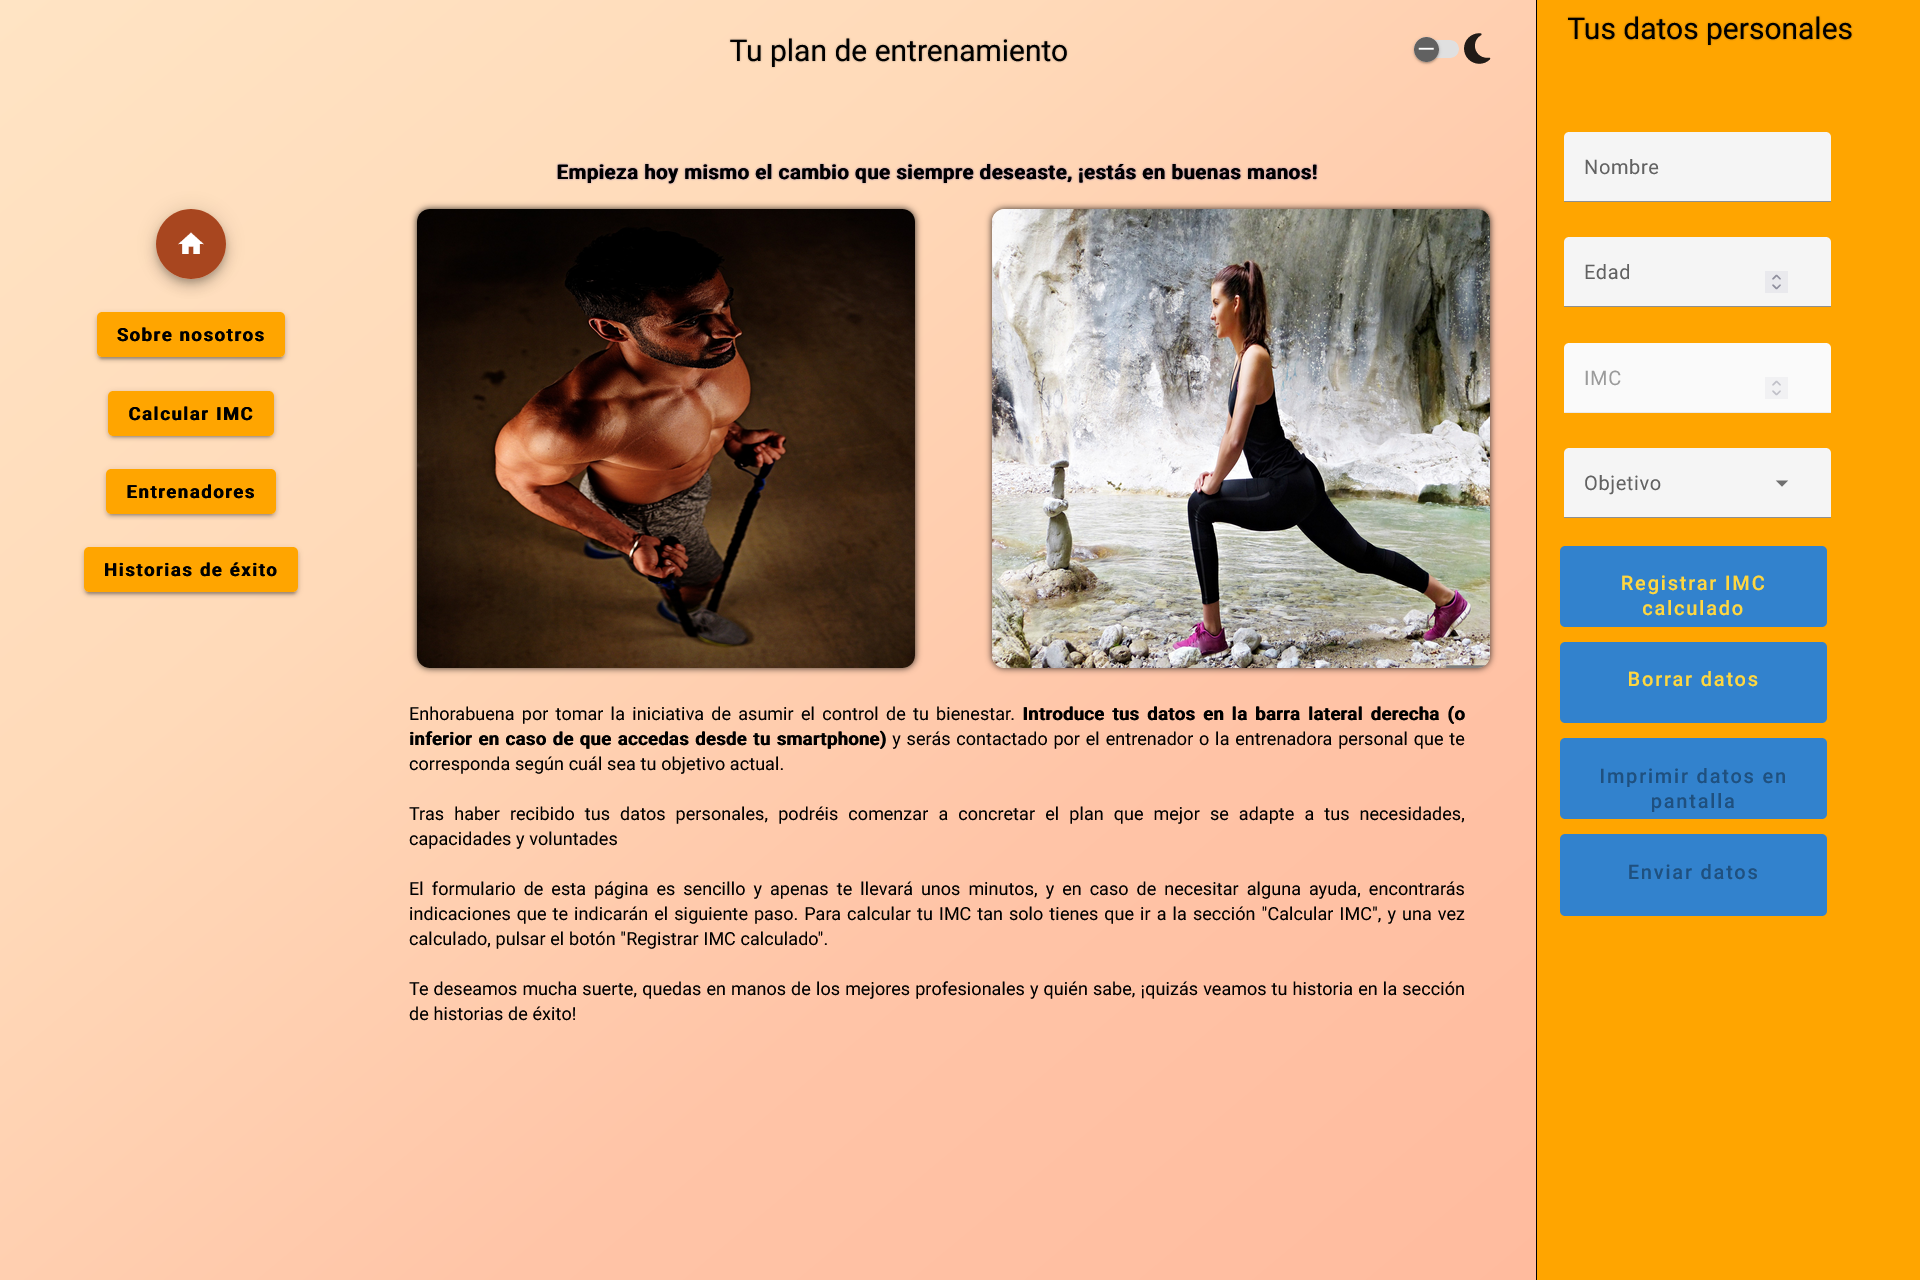 Tu plan de entrenamiento
Empieza hoy mismo el cambio que siempre deseaste, ¡estás en buenas manos!
Sobre nosotros
Calcular IMC
Entrenadores
Historias de éxito
Enhorabuena por tomar la iniciativa de asumir el control de tu bienestar. Introduce tus datos en la barra lateral derecha (o
inferior en caso de que accedas desde tu smartphone) y serás contactado por el entrenador o la entrenadora personal que te
corresponda según cuál sea tu objetivo actual.
Tras haber recibido tus datos personales, podréis comenzar a concretar el plan que mejor se adapte a tus necesidades,
capacidades y voluntades
El formulario de esta página es sencillo y apenas te llevará unos minutos, y en caso de necesitar alguna ayuda, encontrarás
indicaciones que te indicarán el siguiente paso. Para calcular tu IMC tan solo tienes que ir a la sección "Calcular IMC", y una vez
calculado, pulsar el botón "Registrar IMC calculado".
Te deseamos mucha suerte, quedas en manos de los mejores profesionales y quién sabe, ¡quizás veamos tu historia en la sección
de historias de éxito!
Tus datos personales
Nombre
Edad
IMC
Objetivo
Registrar IMC
calculado
Borrar datos
Imprimir datos en
pantalla
Enviar datos